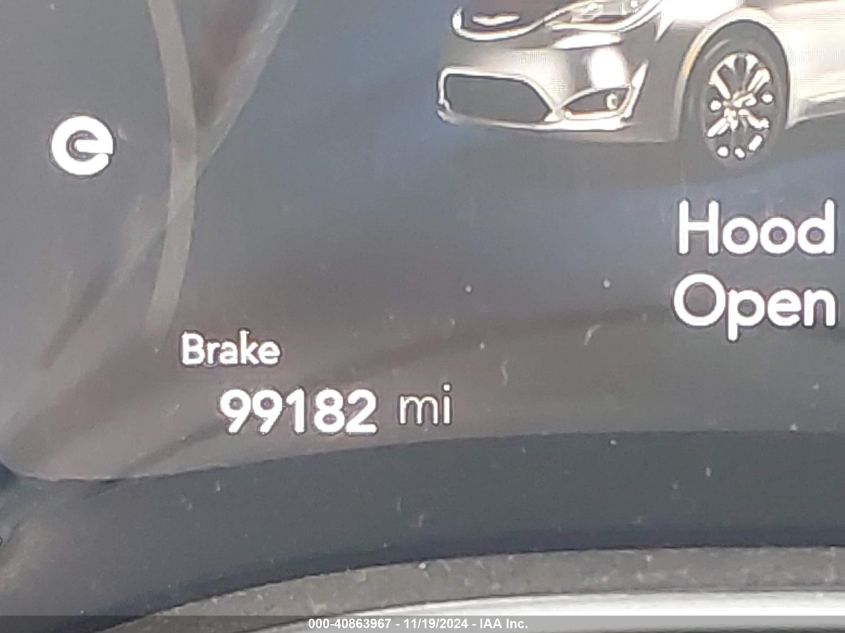 Hood
Open
Brake
99182 mi
000-40863967 - 11/19/2024 - IAA Inc.